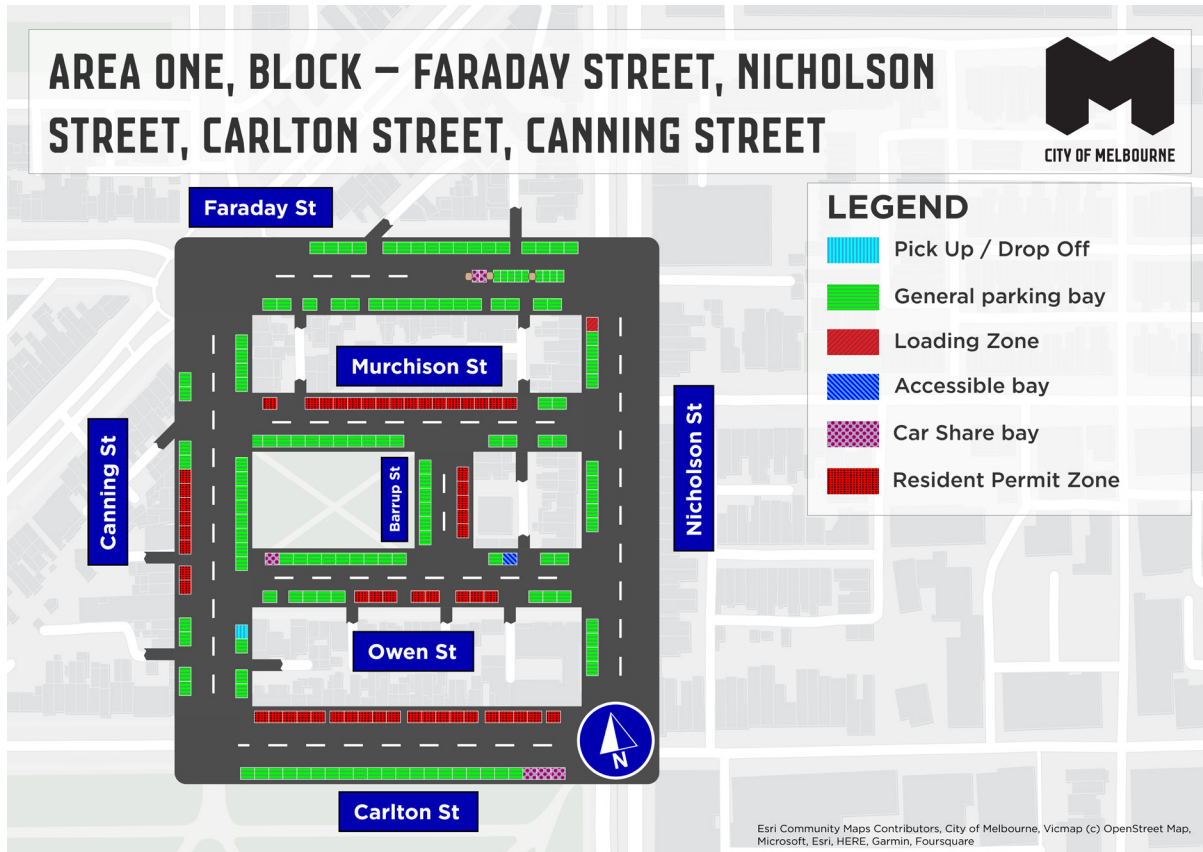 AREA ONE, BLOCK – FARADAY STREET, NICHOLSON
STREET, CARLTON STREET, CANNING STREET
CITY OF MELBOURNE
Faraday St
LEGEND
Pick Up / Drop Off
General parking bay
Loading Zone
Accessible bay
Car Share bay
Resident Permit Zone
Murchison St
Canning St
Barrup St
Nicholson St
Owen St
N
Carlton St
Esri Community Maps Contributors, City of Melbourne, Vicmap (c) OpenStreet Map,
Microsoft, Esri, HERE, Garmin, Foursquare